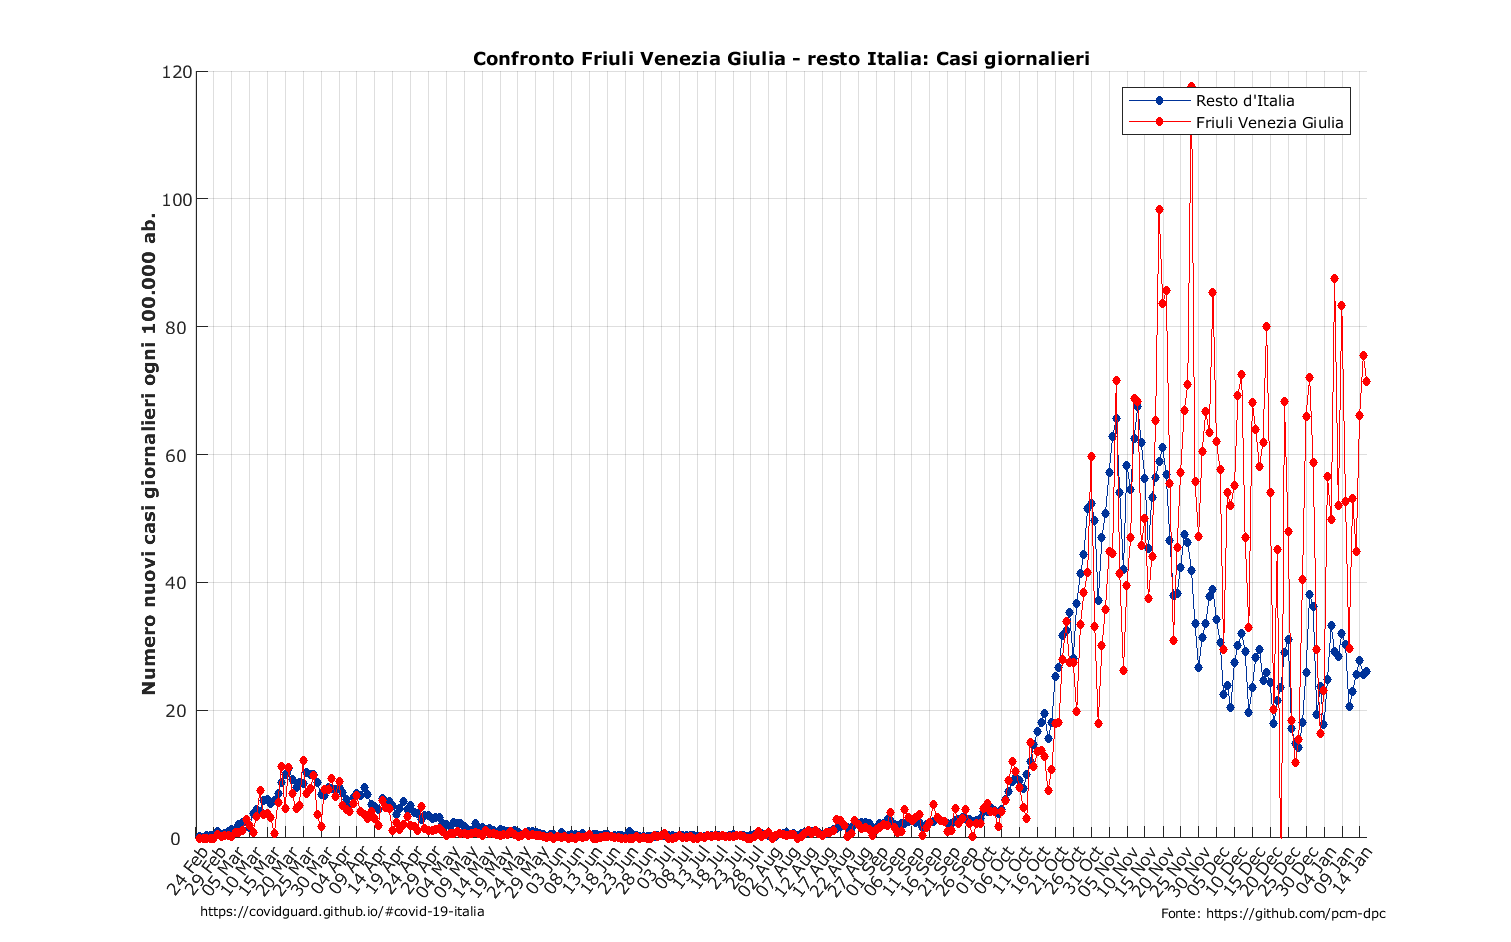 Confronto Friuli Venezia Giulia - resto Italia: Casi giornalieri
Numero nuovi casi giornalieri ogni 100.000 ab.
120
100
80
60
40
20
0
Resto d'Italia
Friuli Venezia Giulia
24 Feb
29 Feb
05 Mar
10 Mar
15 Mar
20 Mar
25 Mar
30 Mar
04 Apr
09 Apr
14 Apr
19 Apr
24 Apr
29 Apr
04 May
09 May
14 May
19 May
24 May
29 May
03 Jun
08 Jun
13 Jun
18 Jun
23 Jun
28 Jun
03 Jul
08 Jul
13 Jul
18 Jul
23 Jul
28 Jul
02 Aug
07 Aug
12 Aug
17 Aug
22 Aug
27 Aug
01 Sep
06 Sep
11 Sep
16 Sep
21 Sep
26 Sep
01 Oct
06 Oct
11 Oct
16 Oct
21 Oct
26 Oct
31 Oct
05 Nov
10 Nov
15 Nov
20 Nov
25 Nov
30 Nov
05 Dec
10 Dec
15 Dec
20 Dec
25 Dec
30 Dec
04 Jan
09 Jan
14 Jan
https://covidguard.github.io/#covid-19-italia
Fonte: https://github.com/pcm-dpc